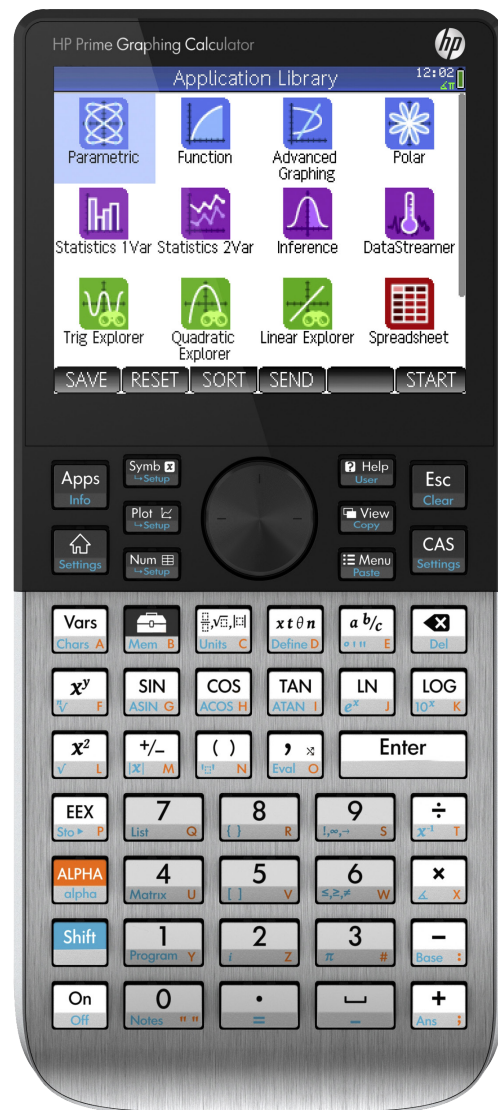 HP Prime Graphing Calculator
hp
Application Library
12:02
∡π
Parametric Function Advanced Graphing Polar
Statistics 1Var Statistics 2Var Inference DataStreamer
Trig Explorer Quadratic Explorer Linear Explorer Spreadsheet
SAVE RESET SORT SEND START
Apps
Info
Symb
↪Setup
? Help
User
Esc
Clear
Plot
↪Setup
View
Copy
Settings
Num
↪Setup
Menu
Paste
CAS
Settings
Vars
Chars A
Mem B
√
Units C
x t θ n
Define D
a b/c
E
Del
xʸ
ⁿ√ F
SIN
ASIN G
COS
ACOS H
TAN
ATAN I
LN
eˣ J
LOG
10ˣ K
x²
√ L
+/–
|x| M
( )
N
,
Eval O
Enter
EEX
Sto ▸ P
7
List Q
8
{ } R
9
!,∞,→ S
÷
x⁻¹ T
ALPHA
alpha
4
Matrix U
5
[ ] V
6
≤,≥,≠ W
×
∡ X
Shift
1
Program Y
2
i Z
3
π #
–
Base :
On
Off
0
Notes " "
.
=
␣
_
+
Ans ;